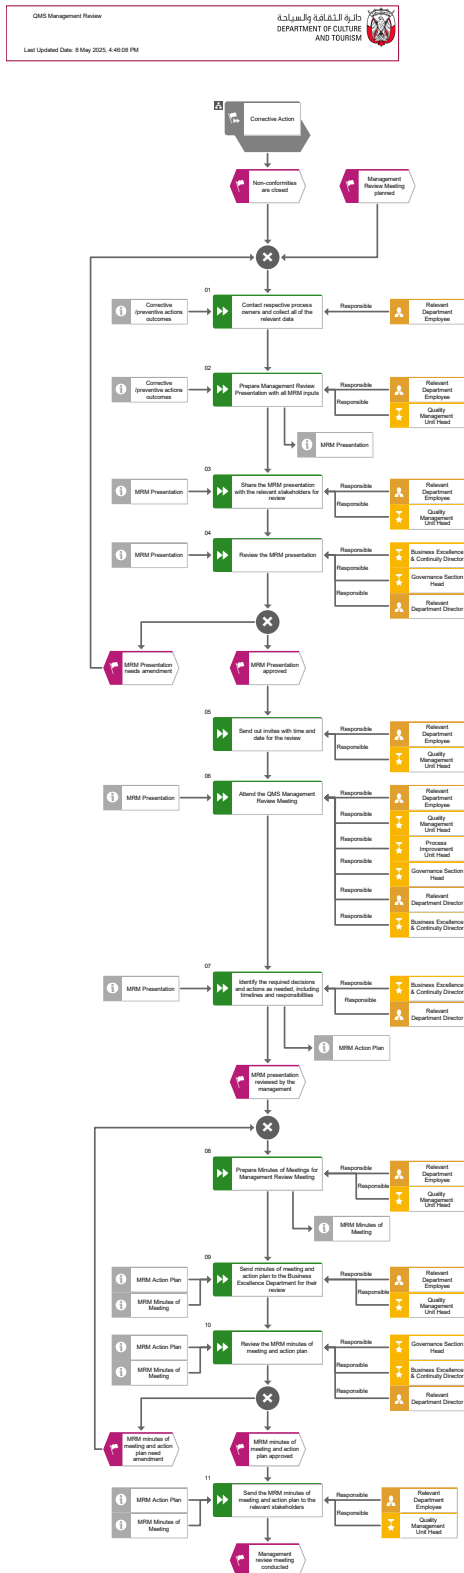 QMS Management Review
دائرة الثقافة والسياحة
DEPARTMENT OF CULTURE
AND TOURISM
Last Updated Date: 8 May 2025, 4:46:08 PM
Corrective Action
Non-conformities
are closed
Management
Review Meeting
planned
01
Corrective
/preventive actions
outcomes
Contact respective process
owners and collect all of the
relevant data
Responsible
Relevant
Department
Employee
02
Corrective
/preventive actions
outcomes
Prepare Management Review
Presentation with all MRM inputs
Responsible
Relevant
Department
Employee
Responsible
Quality
Management
Unit Head
MRM Presentation
03
MRM Presentation
Share the MRM presentation
with the relevant stakeholders for
review
Responsible
Relevant
Department
Employee
Responsible
Quality
Management
Unit Head
04
MRM Presentation
Review the MRM presentation
Responsible
Business Excellence
& Continuity Director
Responsible
Governance Section
Head
Responsible
Relevant
Department Director
MRM Presentation
needs amendment
MRM Presentation
approved
05
Send out invites with time and
date for the review
Responsible
Relevant
Department
Employee
Responsible
Quality
Management
Unit Head
06
MRM Presentation
Attend the QMS Management
Review Meeting
Responsible
Relevant
Department
Employee
Responsible
Quality
Management
Unit Head
Responsible
Process
Improvement
Unit Head
Responsible
Governance Section
Head
Responsible
Relevant
Department Director
Responsible
Business Excellence
& Continuity Director
07
MRM Presentation
Identify the required decisions
and actions as needed, including
timelines and responsibilities
Responsible
Business Excellence
& Continuity Director
Responsible
Relevant
Department Director
MRM Action Plan
MRM presentation
reviewed by the
management
08
Prepare Minutes of Meetings for
Management Review Meeting
Responsible
Relevant
Department
Employee
Responsible
Quality
Management
Unit Head
MRM Minutes of
Meeting
09
MRM Action Plan
MRM Minutes of
Meeting
Send minutes of meeting and
action plan to the Business
Excellence Department for their
review
Responsible
Relevant
Department
Employee
Responsible
Quality
Management
Unit Head
10
MRM Action Plan
MRM Minutes of
Meeting
Review the MRM minutes of
meeting and action plan
Responsible
Governance Section
Head
Responsible
Business Excellence
& Continuity Director
Responsible
Relevant
Department Director
MRM minutes of
meeting and action
plan need
amendment
MRM minutes of
meeting and action
plan approved
11
MRM Action Plan
MRM Minutes of
Meeting
Send the MRM minutes of
meeting and action plan to the
relevant stakeholders
Responsible
Relevant
Department
Employee
Responsible
Quality
Management
Unit Head
Management
review meeting
conducted